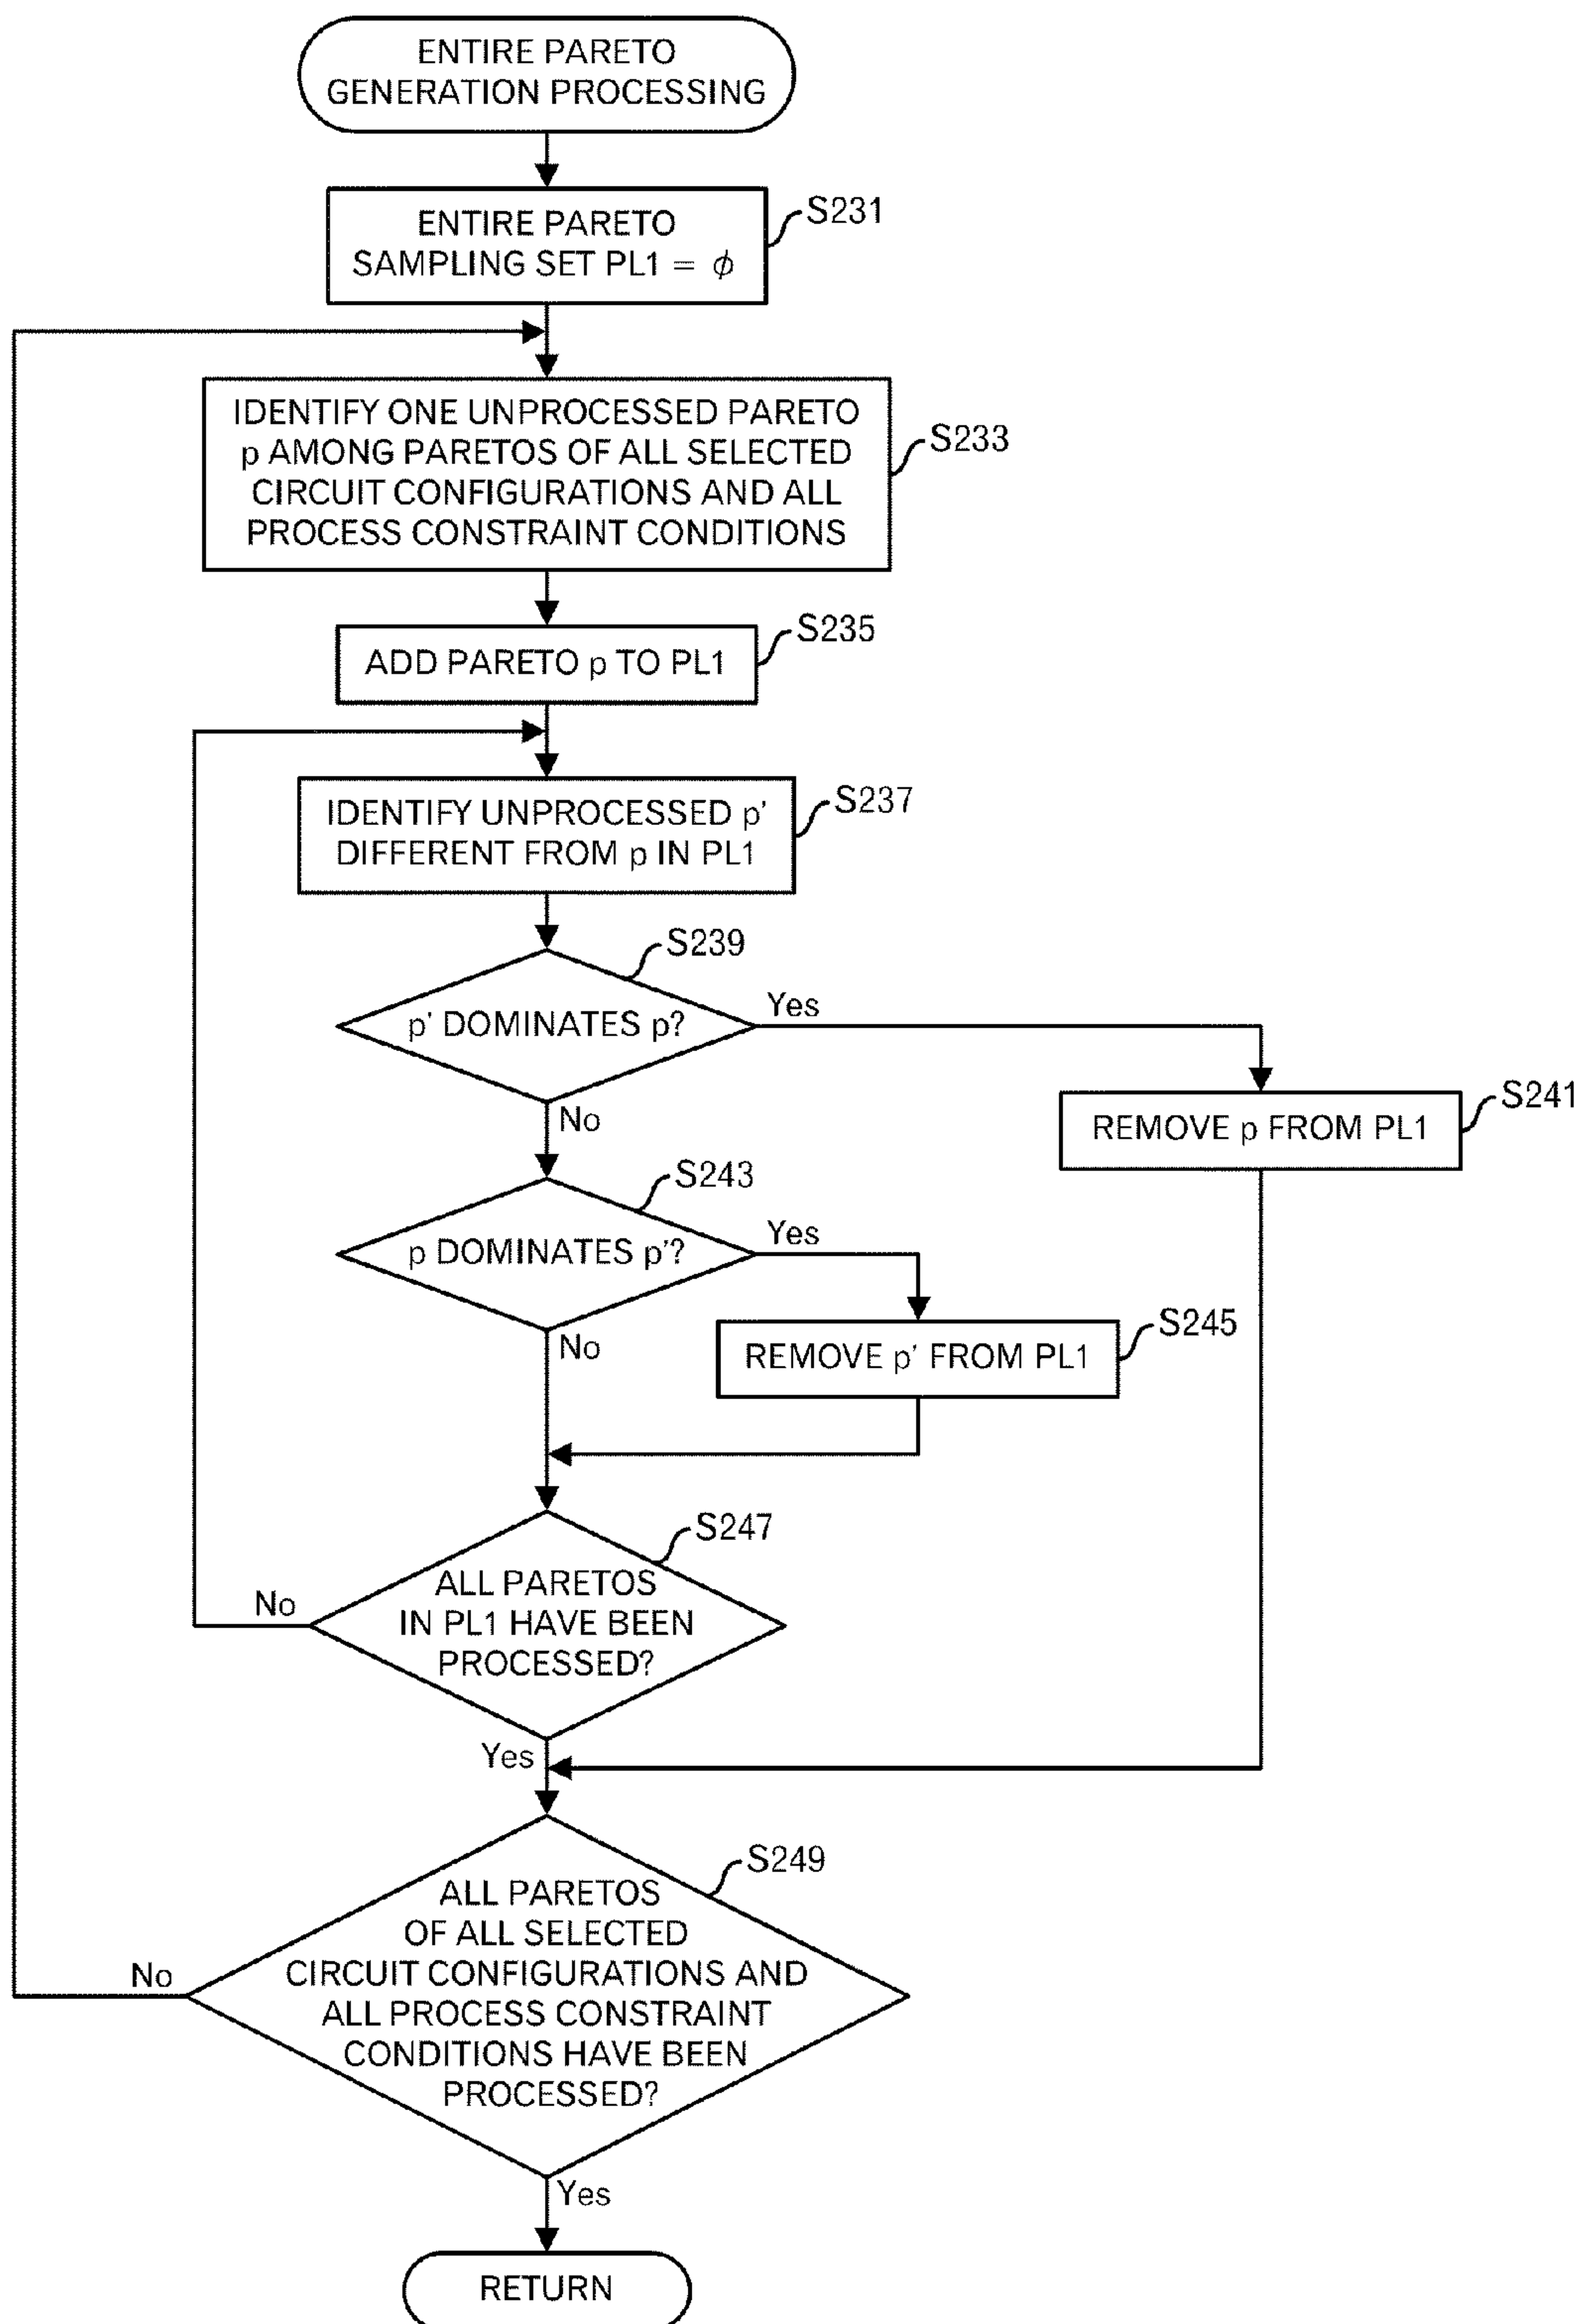 ENTIRE PARETO
GENERATION PROCESSING
ENTIRE PARETO
SAMPLING SET PL1 = ϕ
S231
IDENTIFY ONE UNPROCESSED PARETO
p AMONG PARETOS OF ALL SELECTED
CIRCUIT CONFIGURATIONS AND ALL
PROCESS CONSTRAINT CONDITIONS
S233
ADD PARETO p TO PL1
S235
IDENTIFY UNPROCESSED p'
DIFFERENT FROM p IN PL1
S237
p' DOMINATES p?
S239
Yes
No
REMOVE p FROM PL1
S241
p DOMINATES p'?
S243
Yes
No
REMOVE p' FROM PL1
S245
ALL PARETOS
IN PL1 HAVE BEEN
PROCESSED?
S247
No
Yes
ALL PARETOS
OF ALL SELECTED
CIRCUIT CONFIGURATIONS AND
ALL PROCESS CONSTRAINT
CONDITIONS HAVE BEEN
PROCESSED?
S249
No
Yes
RETURN